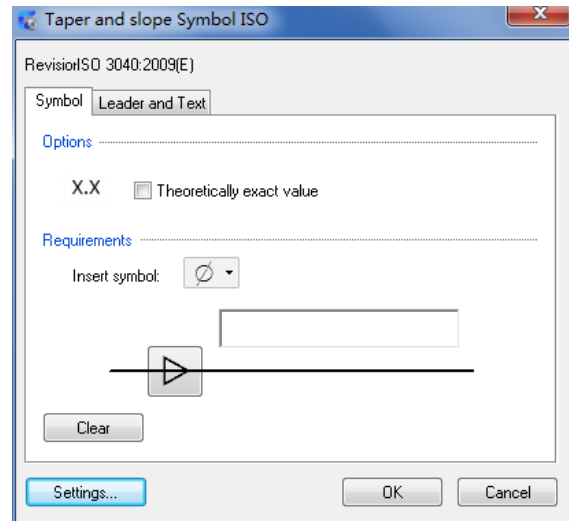 Taper and slope Symbol ISO
RevisiorISO 3040:2009(E)
Symbol Leader and Text
Options
X.X Theoretically exact value
Requirements
Insert symbol: Ø
Clear
Settings... OK Cancel